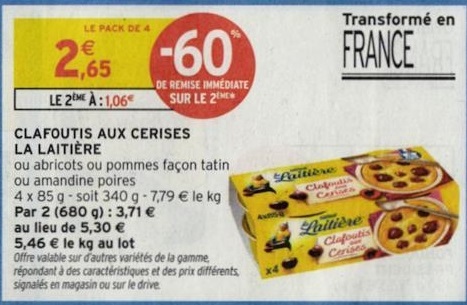 LE PACK DE 4
2,65 €
LE 2ÈME À : 1,06€
-60%
DE REMISE IMMÉDIATE
SUR LE 2ÈME*
Transformé en
FRANCE
CLAFOUTIS AUX CERISES
LA LAITIÈRE
ou abricots ou pommes façon tatin
ou amandine poires
4 x 85 g - soit 340 g - 7,79 € le kg
Par 2 (680 g) : 3,71 €
au lieu de 5,30 €
5,46 € le kg au lot
Offre valable sur d'autres variétés de la gamme,
répondant à des caractéristiques et des prix différents,
signalés en magasin ou sur le drive.
Laitière
Clafoutis
Cerises
Laitière
Clafoutis
aux
Cerises
x4